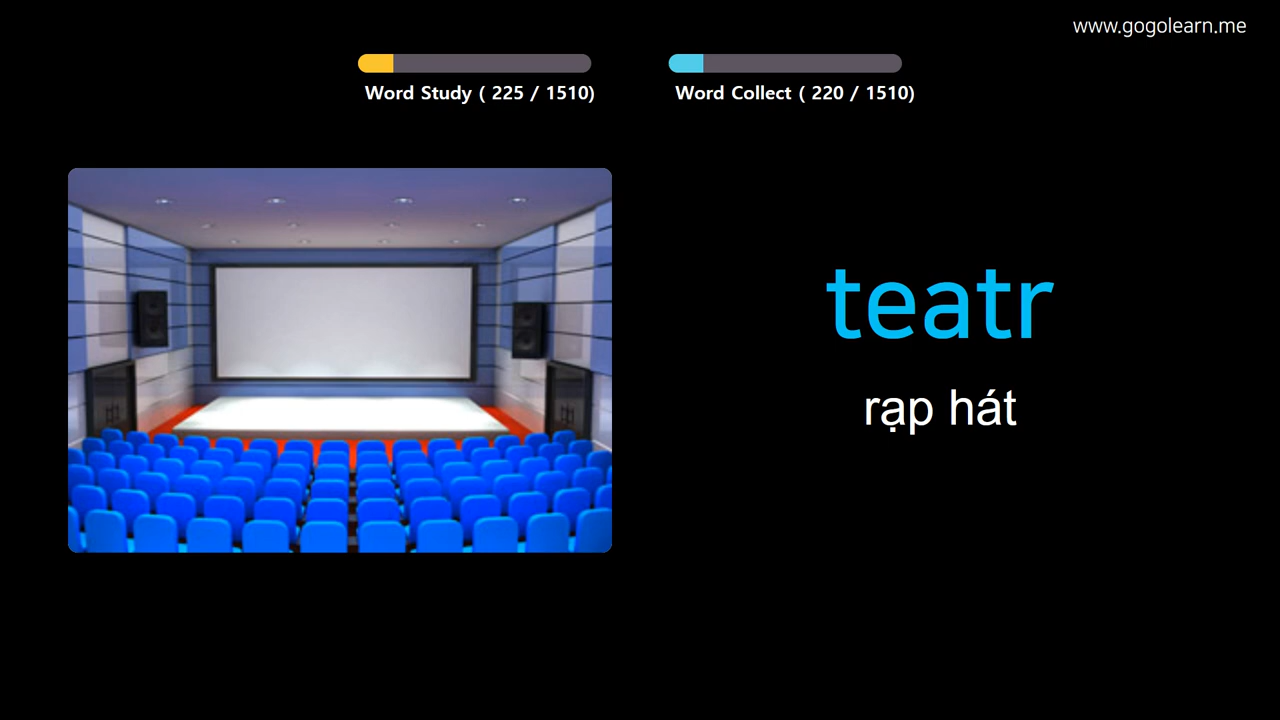 www.gogolearn.me
Word Study ( 225 / 1510)
Word Collect ( 220 / 1510)
teatr
rạp hát